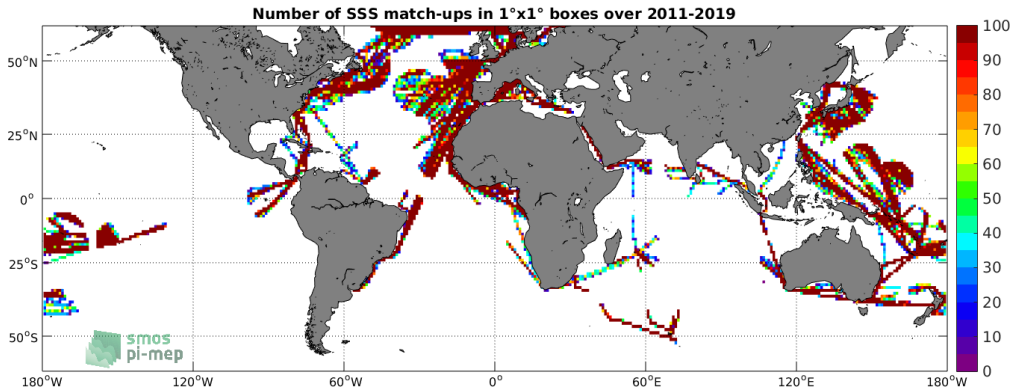 Number of SSS match-ups in 1°x1° boxes over 2011-2019
50°N
25°N
0°
25°S
50°S
180°W
120°W
60°W
0°
60°E
120°E
180°W
100
90
80
70
60
50
40
30
20
10
0
smos
pi-mep